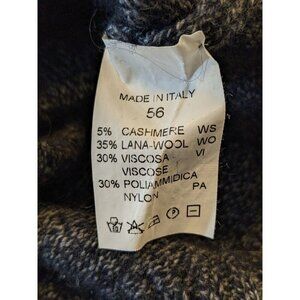 MADE IN ITALY
56
5% CASHMERE WS
35% LANA-WOOL WO
30% VISCOSA VI
VISCOSE
30% POLIAMMIDICA PA
NYLON